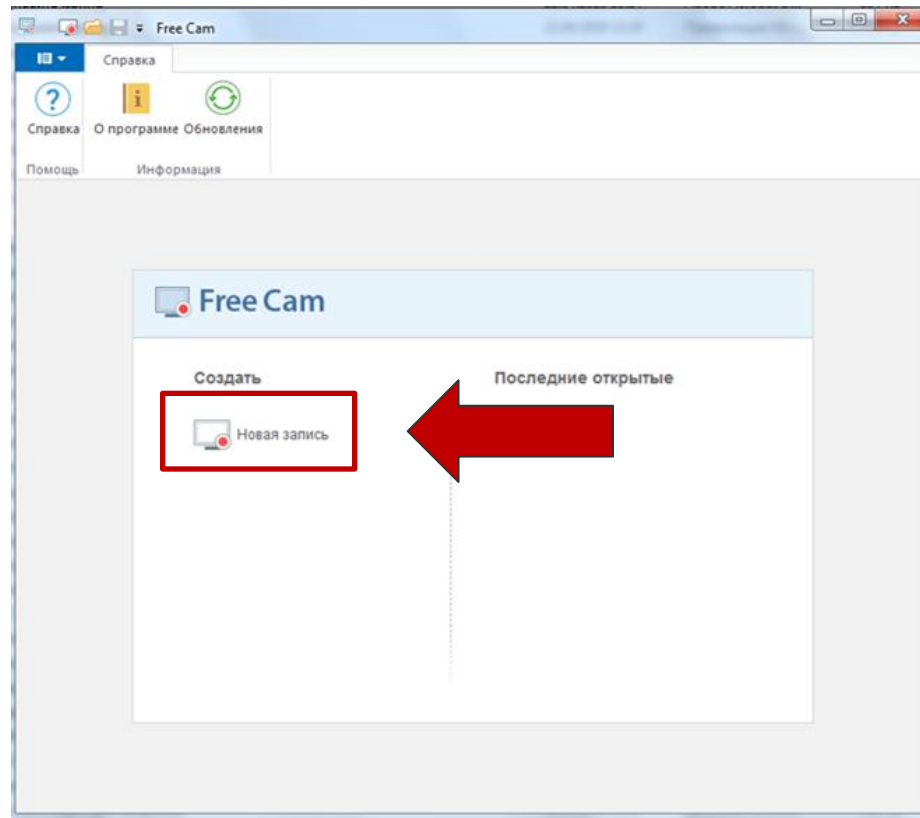 Free Cam
Справка
Справка О программе Обновления
Помощь Информация
Free Cam
Создать Последние открытые
Новая запись